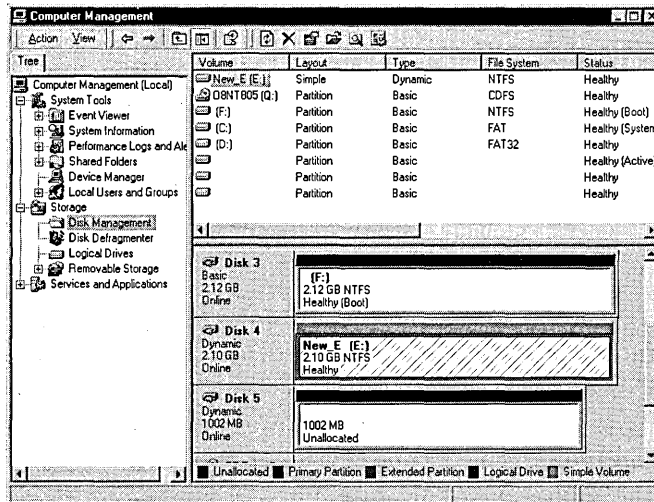 Computer Management
Action View
Tree
Computer Management (Local)
System Tools
Event Viewer
System Information
Performance Logs and Ale
Shared Folders
Device Manager
Local Users and Groups
Storage
Disk Management
Disk Defragmenter
Logical Drives
Removable Storage
Services and Applications
Volume Layout Type File System Status
New_E (E:) Simple Dynamic NTFS Healthy
08NT805 (Q:) Partition Basic CDFS Healthy
(F:) Partition Basic NTFS Healthy (Boot)
(C:) Partition Basic FAT Healthy (System
(D:) Partition Basic FAT32 Healthy
Partition Basic Healthy (Active)
Partition Basic Healthy
Partition Basic Healthy
Disk 3
Basic
2.12 GB
Online
(F:)
2.12 GB NTFS
Healthy (Boot)
Disk 4
Dynamic
2.10 GB
Online
New_E (E:)
2.10 GB NTFS
Healthy
Disk 5
Dynamic
1002 MB
Online
1002 MB
Unallocated
Unallocated Primary Partition Extended Partition Logical Drive Simple Volume